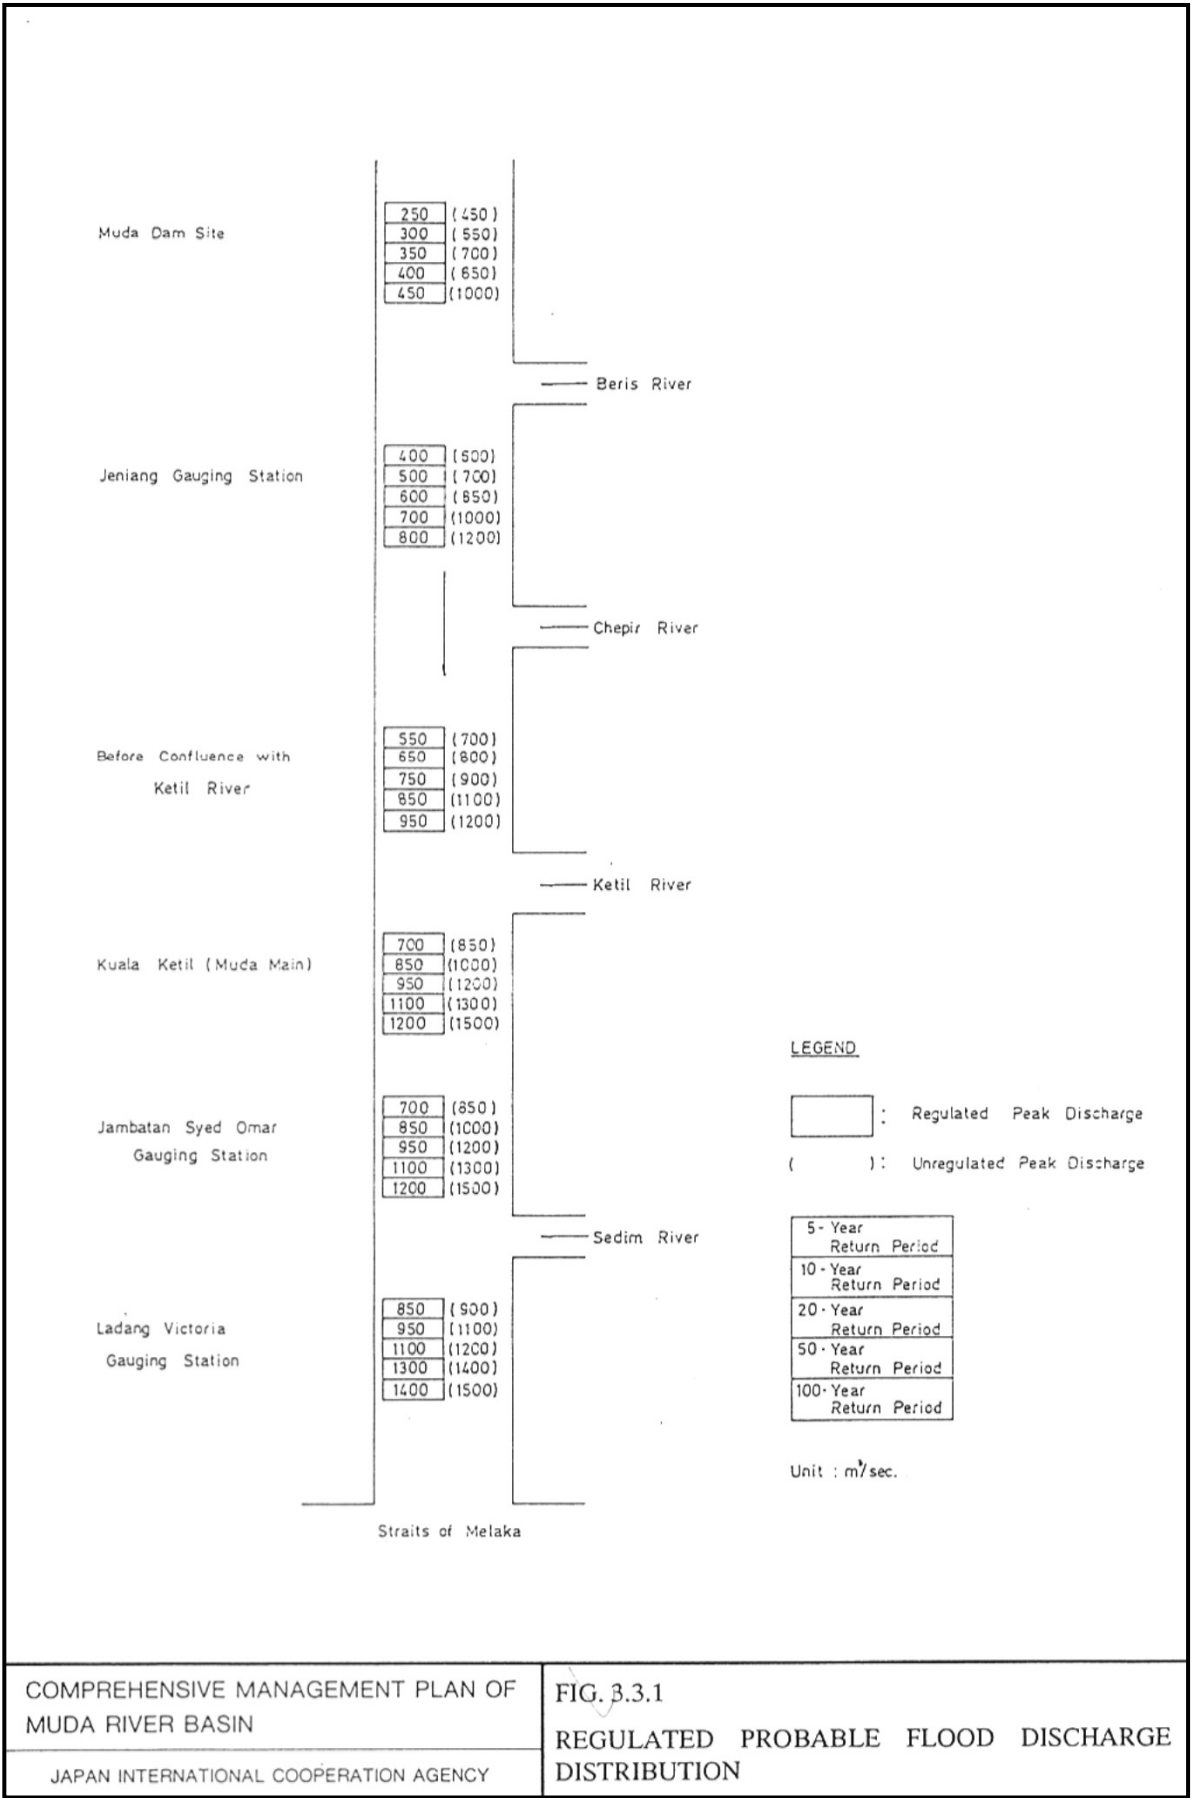 Muda Dam Site
250 (450)
300 (550)
350 (700)
400 (850)
450 (1000)
Beris River
Jeniang Gauging Station
400 (500)
500 (700)
600 (850)
700 (1000)
800 (1200)
Chepir River
Before Confluence with
Ketil River
550 (700)
650 (800)
750 (900)
850 (1100)
950 (1200)
Ketil River
Kuala Ketil (Muda Main)
700 (850)
850 (1000)
950 (1200)
1100 (1300)
1200 (1500)
Jambatan Syed Omar
Gauging Station
700 (850)
850 (1000)
950 (1200)
1100 (1300)
1200 (1500)
Sedim River
Ladang Victoria
Gauging Station
850 (900)
950 (1100)
1100 (1200)
1300 (1400)
1400 (1500)
Straits of Melaka
LEGEND
: Regulated Peak Discharge
( ): Unregulated Peak Discharge
5-Year
Return Period
10-Year
Return Period
20-Year
Return Period
50-Year
Return Period
100-Year
Return Period
Unit : m³/sec.
COMPREHENSIVE MANAGEMENT PLAN OF
MUDA RIVER BASIN
JAPAN INTERNATIONAL COOPERATION AGENCY
FIG. 3.3.1
REGULATED PROBABLE FLOOD DISCHARGE
DISTRIBUTION